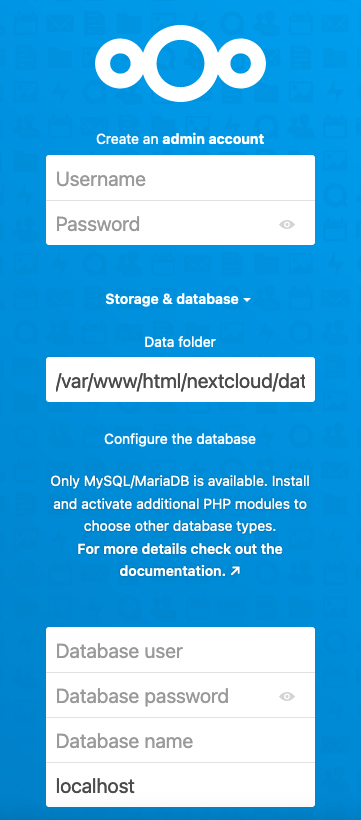 Create an admin account
Username
Password
Storage & database
Data folder
/var/www/html/nextcloud/dat
Configure the database
Only MySQL/MariaDB is available. Install
and activate additional PHP modules to
choose other database types.
For more details check out the
documentation. ↗
Database user
Database password
Database name
localhost